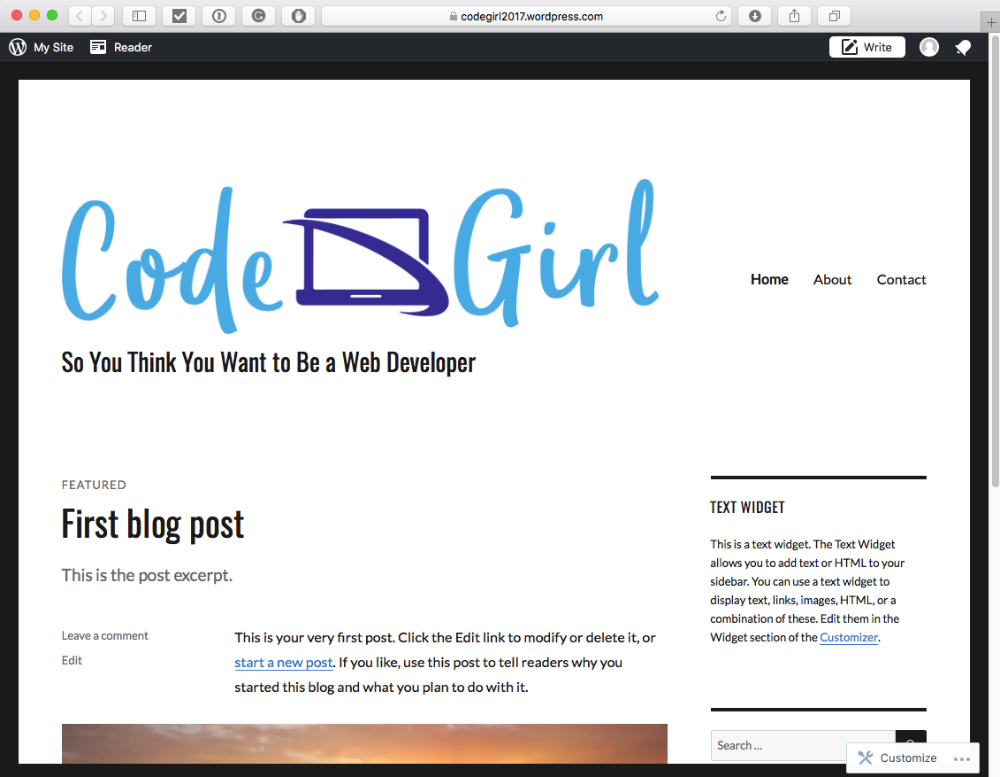 codegirl2017.wordpress.com
My Site
Reader
Write
Code Girl
So You Think You Want to Be a Web Developer
Home
About
Contact
FEATURED
First blog post
This is the post excerpt.
Leave a comment
Edit
This is your very first post. Click the Edit link to modify or delete it, or
start a new post. If you like, use this post to tell readers why you
started this blog and what you plan to do with it.
TEXT WIDGET
This is a text widget. The Text Widget
allows you to add text or HTML to your
sidebar. You can use a text widget to
display text, links, images, HTML, or a
combination of these. Edit them in the
Widget section of the Customizer.
Search ...
Customize